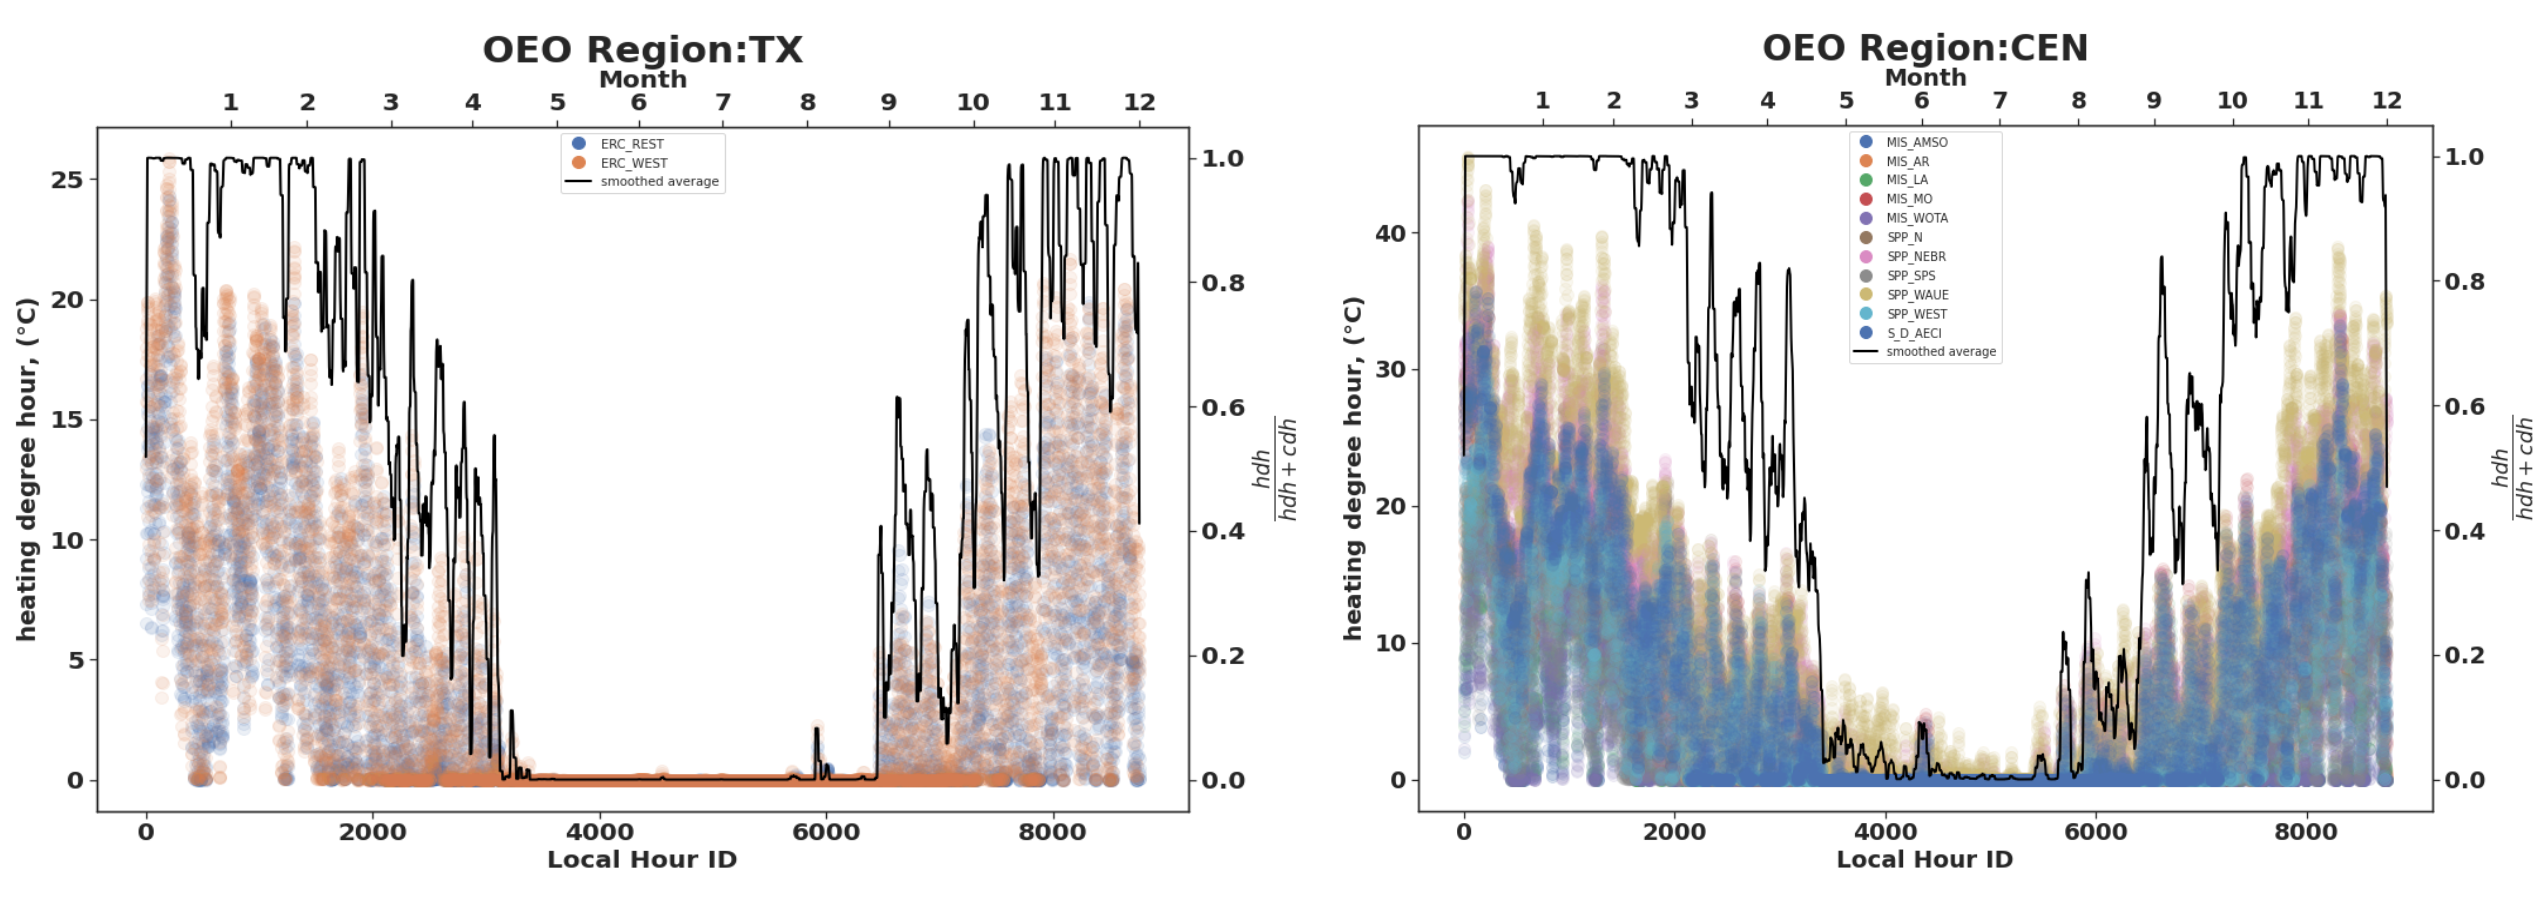 OEO Region:TX
Month
1 2 3 4 5 6 7 8 9 10 11 12
ERC_REST
ERC_WEST
smoothed average
25
20
15
10
5
0
heating degree hour, (°C)
1.0
0.8
0.6
0.4
0.2
0.0
hdh
hdh + cdh
0 2000 4000 6000 8000
Local Hour ID
OEO Region:CEN
Month
1 2 3 4 5 6 7 8 9 10 11 12
MIS_AMSO
MIS_AR
MIS_LA
MIS_MO
MIS_WOTA
SPP_N
SPP_NEBR
SPP_SPS
SPP_WAUE
SPP_WEST
S_D_AECI
smoothed average
40
30
20
10
0
heating degree hour, (°C)
1.0
0.8
0.6
0.4
0.2
0.0
hdh
hdh + cdh
0 2000 4000 6000 8000
Local Hour ID